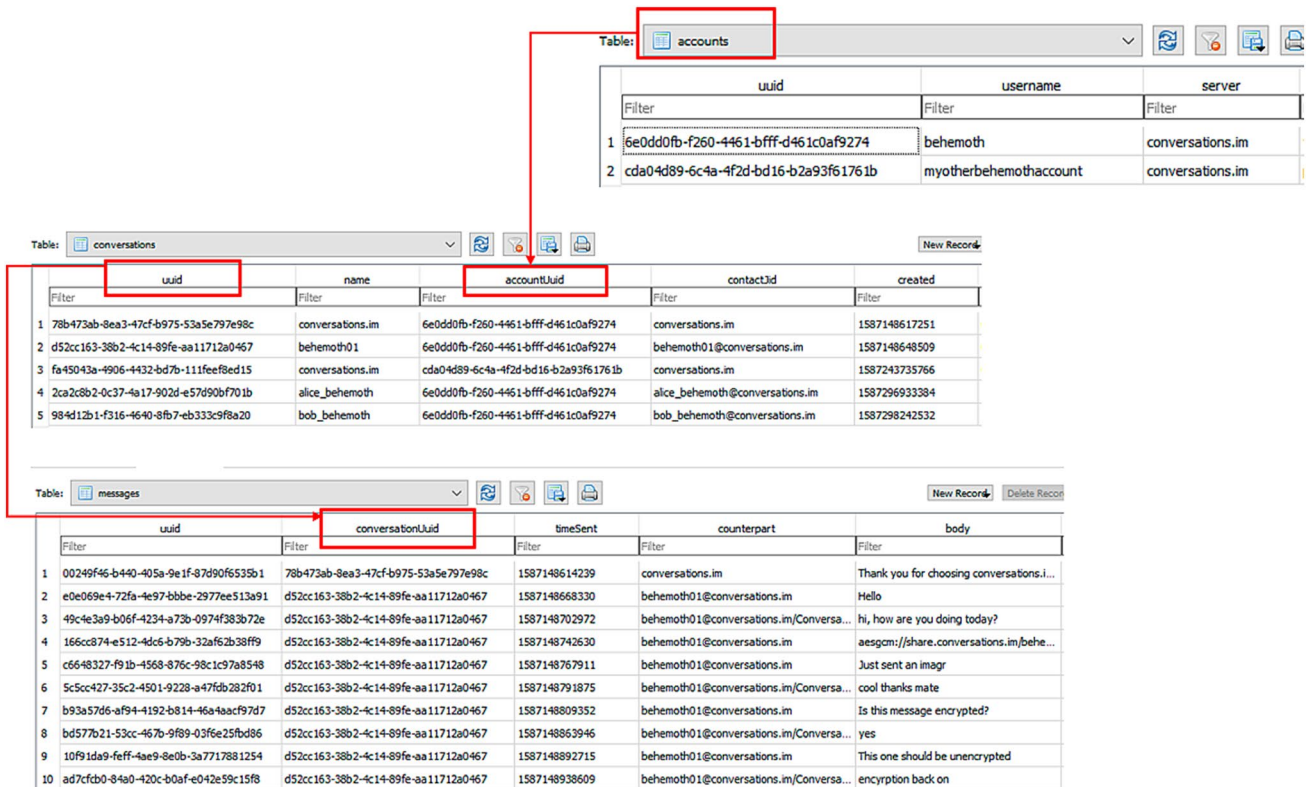 Table: accounts
uuid username server
Filter Filter Filter
1 6e0dd0fb-f260-4461-bfff-d461c0af9274 behemoth conversations.im
2 cda04d89-6c4a-4f2d-bd16-b2a93f61761b myotherbehemothaccount conversations.im
Table: conversations New Record
uuid name accountUuid contactJid created
Filter Filter Filter Filter Filter
1 78b473ab-8ea3-47cf-b975-53a5e797e98c conversations.im 6e0dd0fb-f260-4461-bfff-d461c0af9274 conversations.im 1587148617251
2 d52cc163-38b2-4c14-89fe-aa11712a0467 behemoth01 6e0dd0fb-f260-4461-bfff-d461c0af9274 behemoth01@conversations.im 1587148648509
3 fa45043a-4906-4432-bd7b-111feef8ed15 conversations.im cda04d89-6c4a-4f2d-bd16-b2a93f61761b conversations.im 1587243735766
4 2ca2c8b2-0c37-4a17-902d-e57d90bf701b alice_behemoth 6e0dd0fb-f260-4461-bfff-d461c0af9274 alice_behemoth@conversations.im 1587296933384
5 984d12b1-f316-4640-8fb7-eb333c9f8a20 bob_behemoth 6e0dd0fb-f260-4461-bfff-d461c0af9274 bob_behemoth@conversations.im 1587298242532
Table: messages New Record Delete Recor
uuid conversationUuid timeSent counterpart body
Filter Filter Filter Filter Filter
1 00249f46-b440-405a-9e1f-87d90f6535b1 78b473ab-8ea3-47cf-b975-53a5e797e98c 1587148614239 conversations.im Thank you for choosing conversations.i...
2 e0e069e4-72fa-4e97-bbbe-2977ee513a91 d52cc163-38b2-4c14-89fe-aa11712a0467 1587148668330 behemoth01@conversations.im Hello
3 49c4e3a9-b06f-4234-a73b-0974f383b72e d52cc163-38b2-4c14-89fe-aa11712a0467 1587148702972 behemoth01@conversations.im/Conversa... hi, how are you doing today?
4 166cc874-e512-4dc6-b79b-32af62b38ff9 d52cc163-38b2-4c14-89fe-aa11712a0467 1587148742630 behemoth01@conversations.im aesgcm://share.conversations.im/behe...
5 c6648327-f91b-4568-876c-98c1c97a8548 d52cc163-38b2-4c14-89fe-aa11712a0467 1587148767911 behemoth01@conversations.im Just sent an imagr
6 5c5cc427-35c2-4501-9228-a47fdb282f01 d52cc163-38b2-4c14-89fe-aa11712a0467 1587148791875 behemoth01@conversations.im/Conversa... cool thanks mate
7 b93a57d6-af94-4192-b814-46a4aacf97d7 d52cc163-38b2-4c14-89fe-aa11712a0467 1587148809352 behemoth01@conversations.im Is this message encrypted?
8 bd577b21-53cc-467b-9f89-03f6e25fbd86 d52cc163-38b2-4c14-89fe-aa11712a0467 1587148863946 behemoth01@conversations.im/Conversa... yes
9 10f91da9-feff-4ae9-8e0b-3a7717881254 d52cc163-38b2-4c14-89fe-aa11712a0467 1587148892715 behemoth01@conversations.im This one should be unencrypted
10 ad7cfcb0-84a0-420c-b0af-e042e59c15f8 d52cc163-38b2-4c14-89fe-aa11712a0467 1587148938609 behemoth01@conversations.im/Conversa... encyrption back on